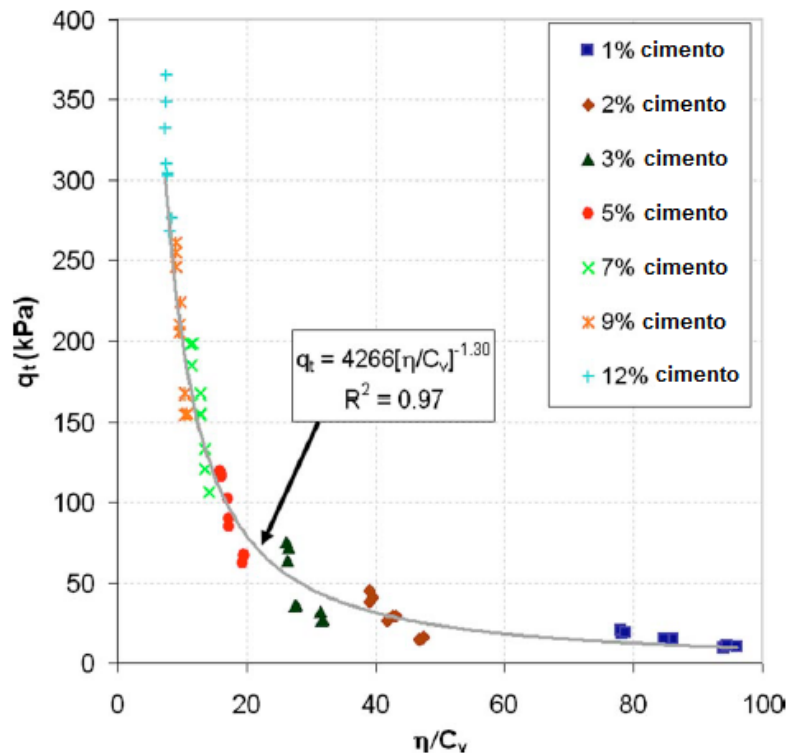 400
350
300
250
200
150
100
50
0
qt (kPa)
0 20 40 60 80 100
η/Cv
qt = 4266[η/Cv]^-1.30
R² = 0.97
1% cimento
2% cimento
3% cimento
5% cimento
7% cimento
9% cimento
12% cimento